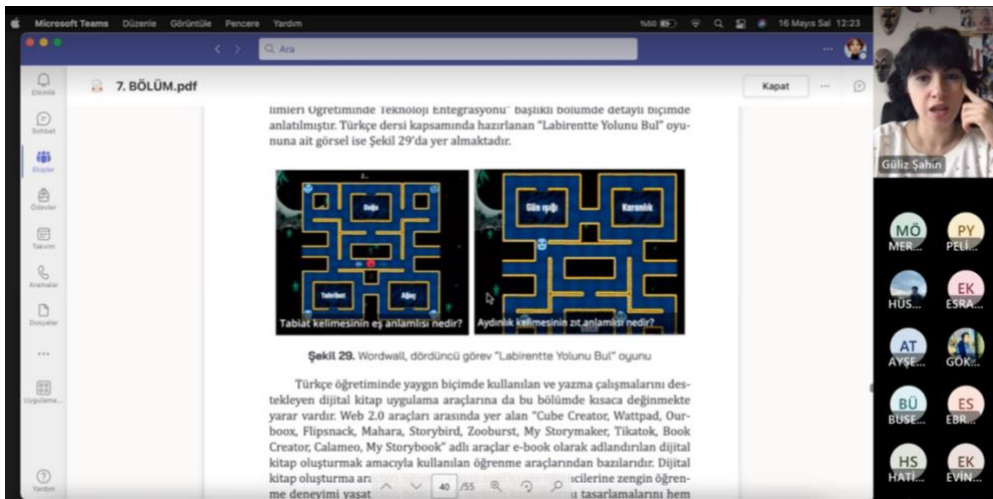 Microsoft Teams Düzenle Görüntüle Pencere Yardım
%50 16 Mayıs Sal 12:23
Ara
Etkinlik
Sohbet
Ekipler
Ödevler
Takvim
Aramalar
Dosyalar
Uygulama...
Yardım
7. BÖLÜM.pdf
Kapat
limleri Öğretiminde Teknoloji Entegrasyonu" başlıklı bölümde detaylı biçimde
anlatılmıştır. Türkçe dersi kapsamında hazırlanan "Labirentte Yolunu Bul" oyu-
nuna ait görsel ise Şekil 29'da yer almaktadır.
Doğa
Tahribat Ağaç
Tabiat kelimesinin eş anlamlısı nedir?
Gün ışığı Karanlık
Aydınlık kelimesinin zıt anlamlısı nedir?
Şekil 29. Wordwall, dördüncü görev "Labirentte Yolunu Bul" oyunu
Türkçe öğretiminde yaygın biçimde kullanılan ve yazma çalışmalarını des-
tekleyen dijital kitap uygulama araçlarına da bu bölümde kısaca değinmekte
yarar vardır. Web 2.0 araçları arasında yer alan "Cube Creator, Wattpad, Our-
boox, Flipsnack, Mahara, Storybird, Zooburst, My Storymaker, Tikatok, Book
Creator, Calameo, My Storybook" adlı araçlar e-book olarak adlandırılan dijital
kitap oluşturmak amacıyla kullanılan öğrenme araçlarından bazılarıdır. Dijital
kitap oluşturma ncilerine zengin öğren-
me deneyimi yaşat tasarlamalarını hem
40 /55
Güliz Şahin
MÖ PY
MER... PELİ...
EK
HÜS... ESRA...
AT
AYŞE... GÖK...
BÜ ES
BUSE... EBR...
HS EK
HATİ... EVİN...